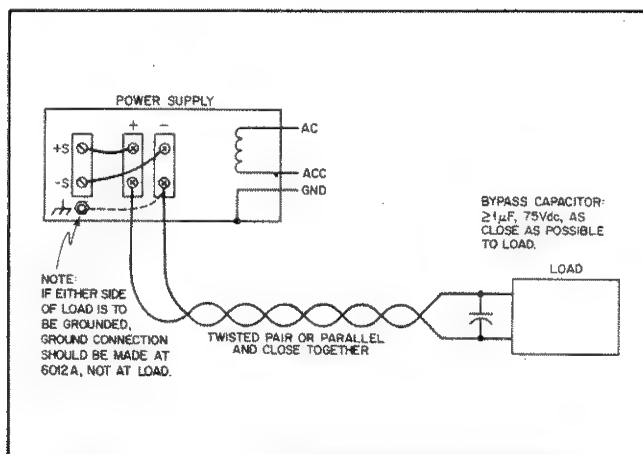 POWER SUPPLY
+ −
+S
-S
AC
ACC
GND
BYPASS CAPACITOR:
≥1μF, 75Vdc, AS
CLOSE AS POSSIBLE
TO LOAD.
LOAD
NOTE:
IF EITHER SIDE
OF LOAD IS TO
BE GROUNDED,
GROUND CONNECTION
SHOULD BE MADE AT
6012A, NOT AT LOAD.
TWISTED PAIR OR PARALLEL
AND CLOSE TOGETHER